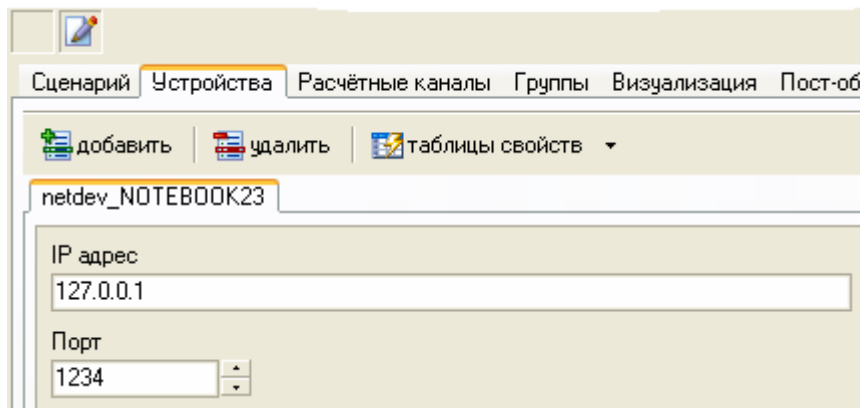 Сценарий Устройства Расчётные каналы Группы Визуализация Пост-об
добавить удалить таблицы свойств
netdev_NOTEBOOK23
IP адрес
127.0.0.1
Порт
1234